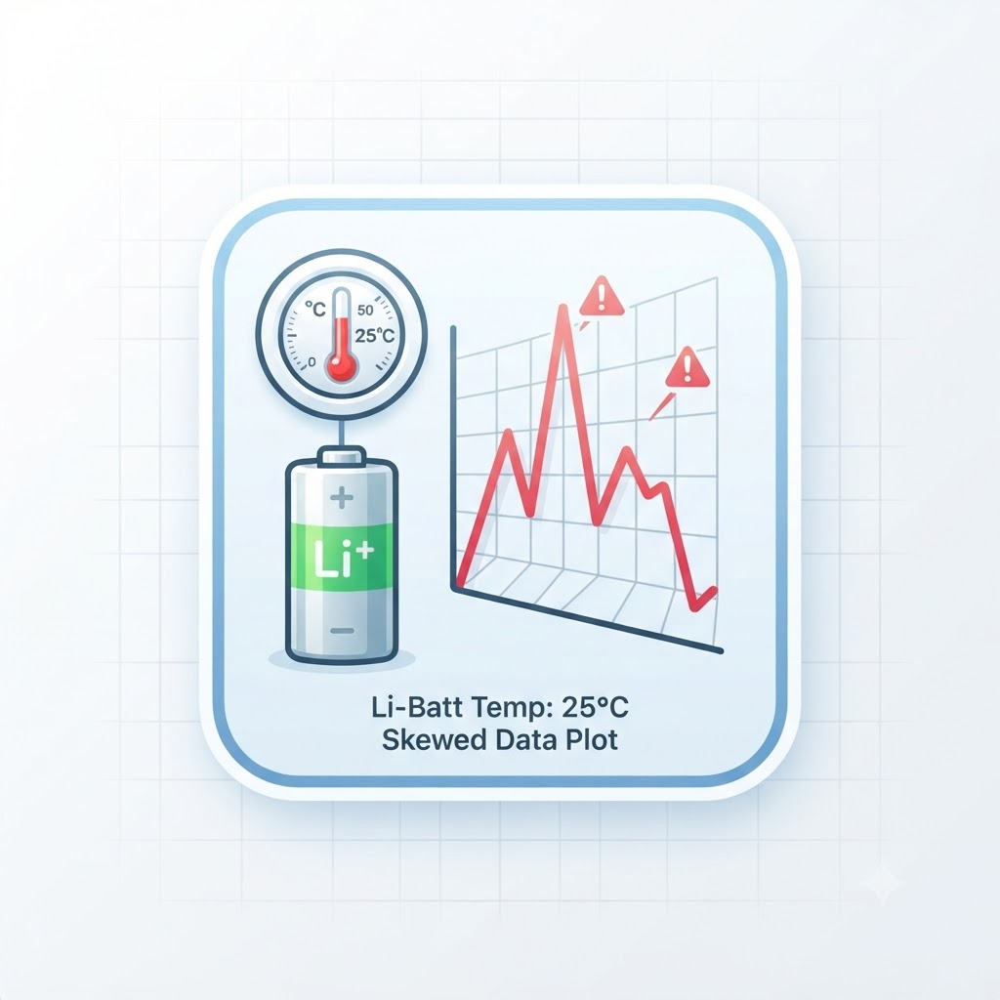 °C
50
25°C
0
!
!
+
Li⁺
−
Li-Batt Temp: 25°C
Skewed Data Plot